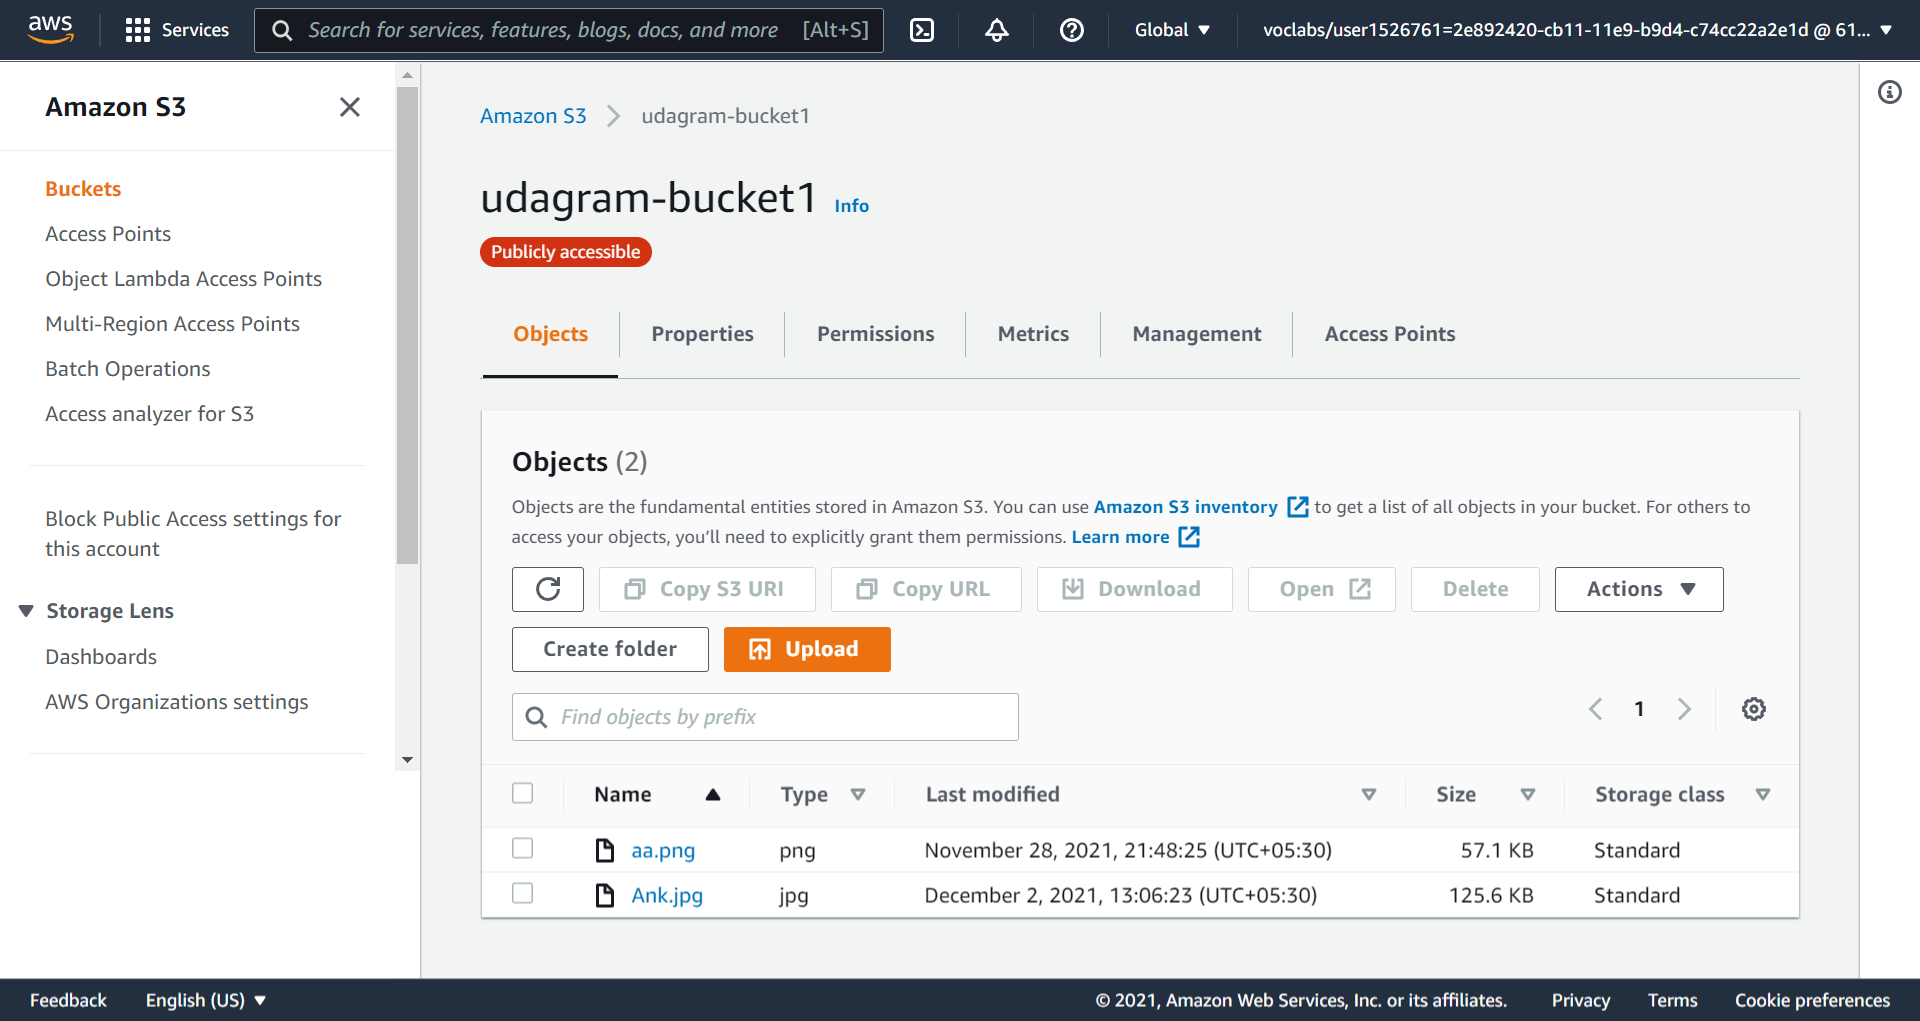 aws
Services
Search for services, features, blogs, docs, and more [Alt+S]
Global
voclabs/user1526761=2e892420-cb11-11e9-b9d4-c74cc22a2e1d @ 61...
Amazon S3
Buckets
Access Points
Object Lambda Access Points
Multi-Region Access Points
Batch Operations
Access analyzer for S3
Block Public Access settings for
this account
Storage Lens
Dashboards
AWS Organizations settings
Amazon S3 udagram-bucket1
udagram-bucket1 Info
Publicly accessible
Objects Properties Permissions Metrics Management Access Points
Objects (2)
Objects are the fundamental entities stored in Amazon S3. You can use Amazon S3 inventory to get a list of all objects in your bucket. For others to
access your objects, you’ll need to explicitly grant them permissions. Learn more
Copy S3 URI Copy URL Download Open Delete Actions
Create folder Upload
Find objects by prefix
1
Name Type Last modified Size Storage class
aa.png png November 28, 2021, 21:48:25 (UTC+05:30) 57.1 KB Standard
Ank.jpg jpg December 2, 2021, 13:06:23 (UTC+05:30) 125.6 KB Standard
Feedback English (US) © 2021, Amazon Web Services, Inc. or its affiliates. Privacy Terms Cookie preferences